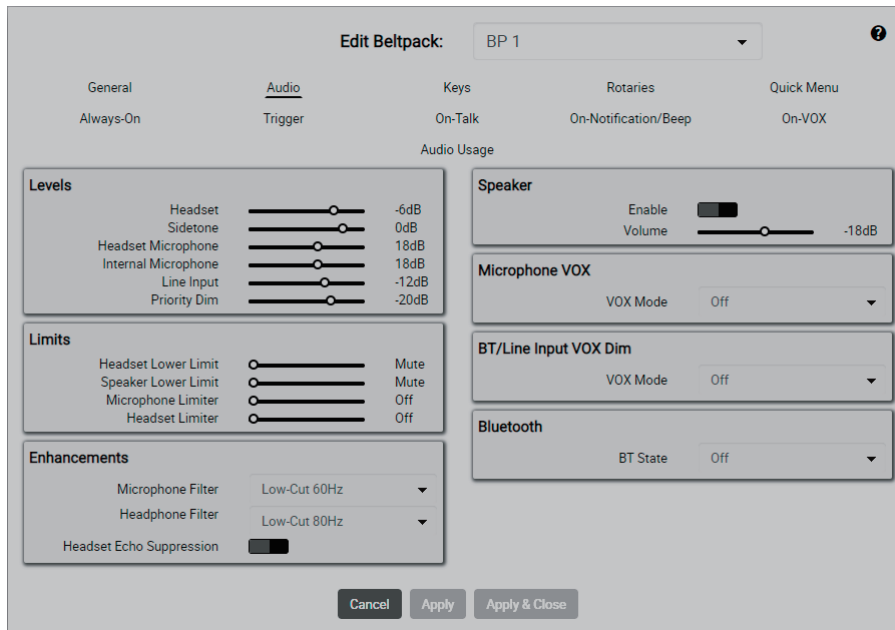 Edit Beltpack: BP 1 ?
General Audio Keys Rotaries Quick Menu
Always-On Trigger On-Talk On-Notification/Beep On-VOX
Audio Usage
Levels
Headset -6dB
Sidetone 0dB
Headset Microphone 18dB
Internal Microphone 18dB
Line Input -12dB
Priority Dim -20dB
Limits
Headset Lower Limit Mute
Speaker Lower Limit Mute
Microphone Limiter Off
Headset Limiter Off
Enhancements
Microphone Filter Low-Cut 60Hz
Headphone Filter Low-Cut 80Hz
Headset Echo Suppression
Speaker
Enable
Volume -18dB
Microphone VOX
VOX Mode Off
BT/Line Input VOX Dim
VOX Mode Off
Bluetooth
BT State Off
Cancel Apply Apply & Close